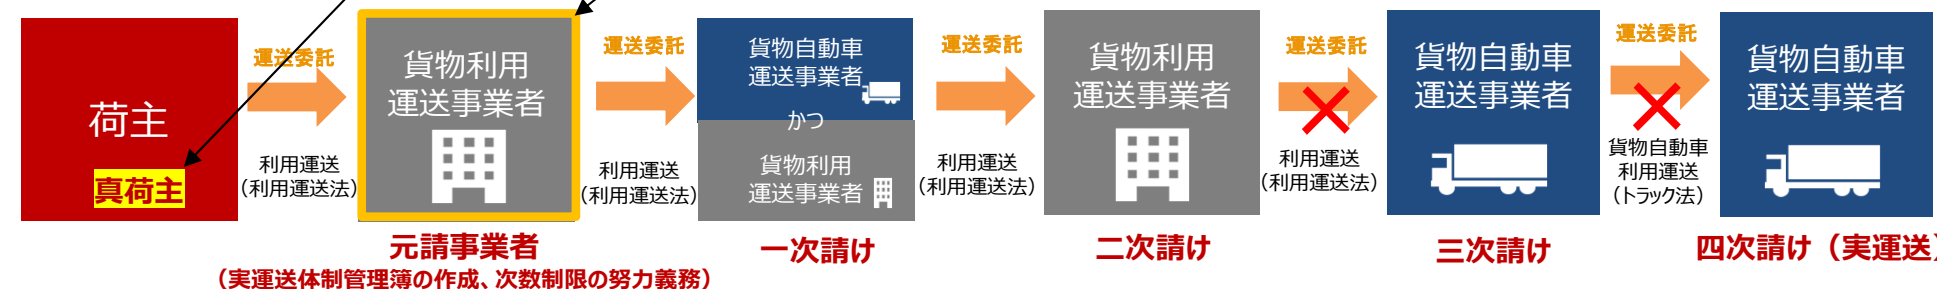 荷主
真荷主
運送委託
利用運送
（利用運送法）
貨物利用
運送事業者
元請事業者
（実運送体制管理簿の作成、次数制限の努力義務）
運送委託
利用運送
（利用運送法）
貨物自動車
運送事業者
かつ
貨物利用
運送事業者
一次請け
運送委託
利用運送
（利用運送法）
貨物利用
運送事業者
二次請け
運送委託
利用運送
（利用運送法）
貨物自動車
運送事業者
三次請け
運送委託
貨物自動車
利用運送
（トラック法）
貨物自動車
運送事業者
四次請け（実運送）